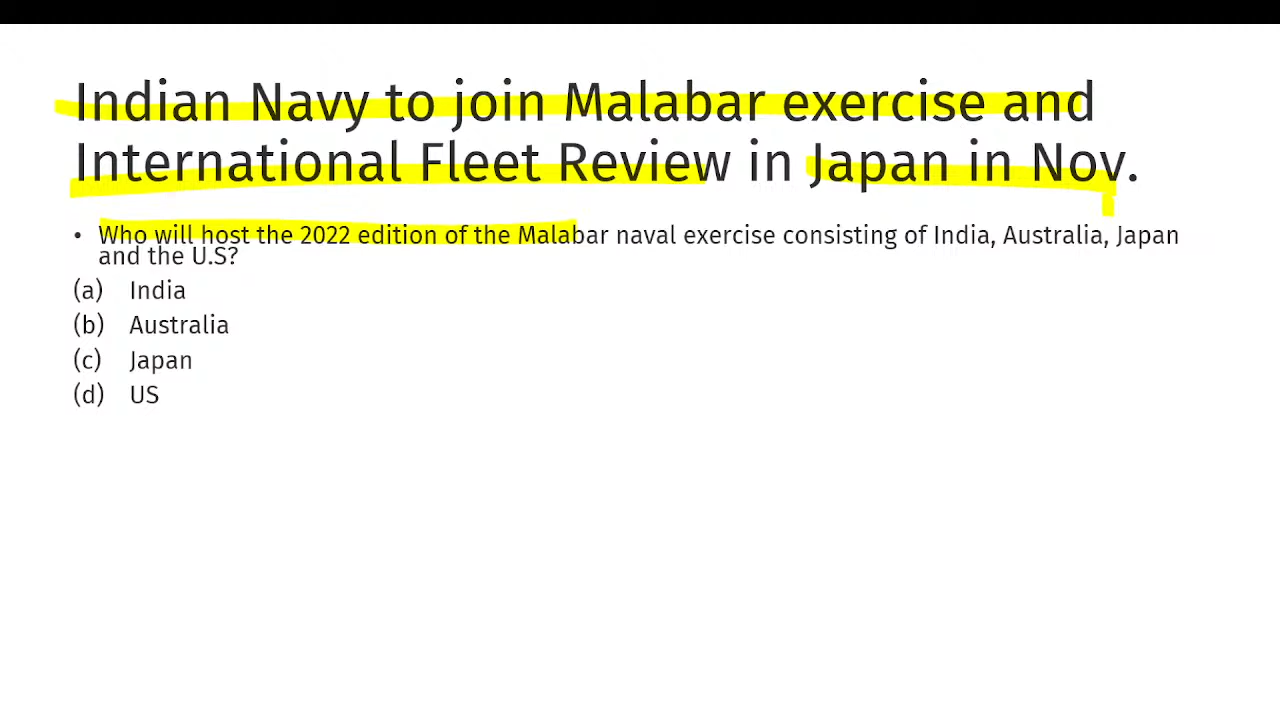 Indian Navy to join Malabar exercise and
International Fleet Review in Japan in Nov.
• Who will host the 2022 edition of the Malabar naval exercise consisting of India, Australia, Japan
and the U.S?
(a) India
(b) Australia
(c) Japan
(d) US